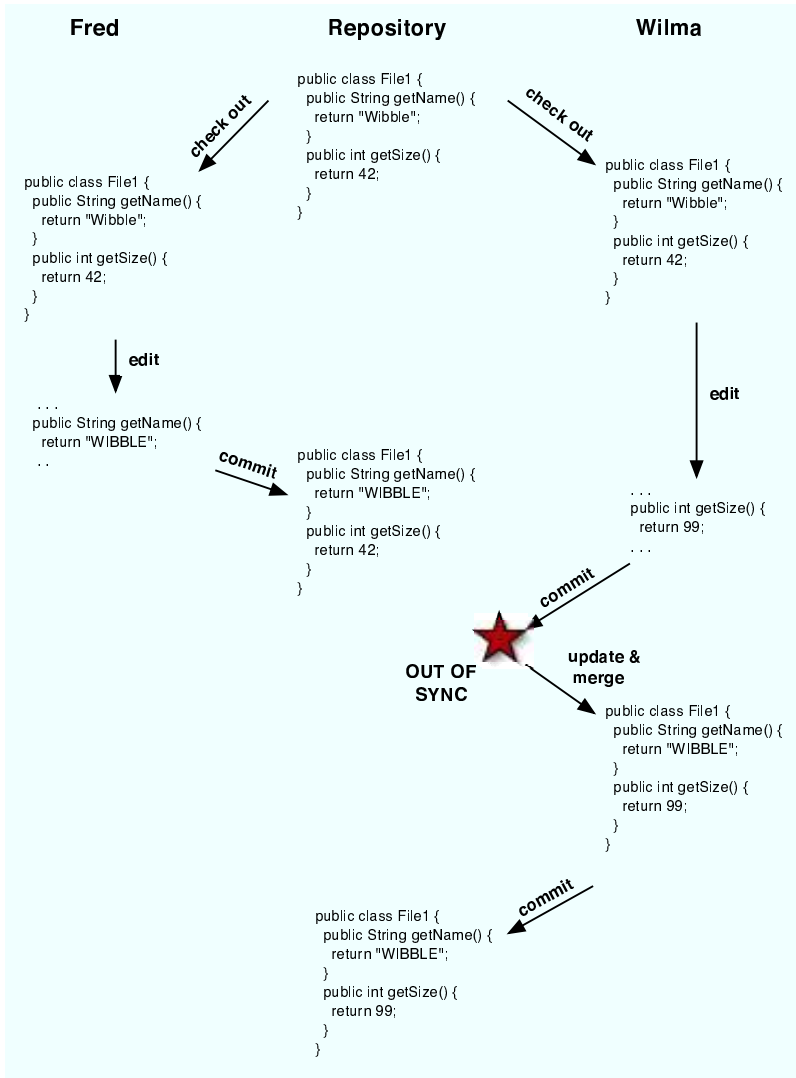 Fred
Repository
Wilma
public class File1 {
public String getName() {
return "Wibble";
}
public int getSize() {
return 42;
}
}
check out
check out
public class File1 {
public String getName() {
return "Wibble";
}
public int getSize() {
return 42;
}
}
public class File1 {
public String getName() {
return "Wibble";
}
public int getSize() {
return 42;
}
}
edit
edit
. . .
public String getName() {
return "WIBBLE";
. .
commit
public class File1 {
public String getName() {
return "WIBBLE";
}
public int getSize() {
return 42;
}
}
. . .
public int getSize() {
return 99;
. . .
commit
OUT OF
SYNC
update &
merge
public class File1 {
public String getName() {
return "WIBBLE";
}
public int getSize() {
return 99;
}
}
commit
public class File1 {
public String getName() {
return "WIBBLE";
}
public int getSize() {
return 99;
}
}